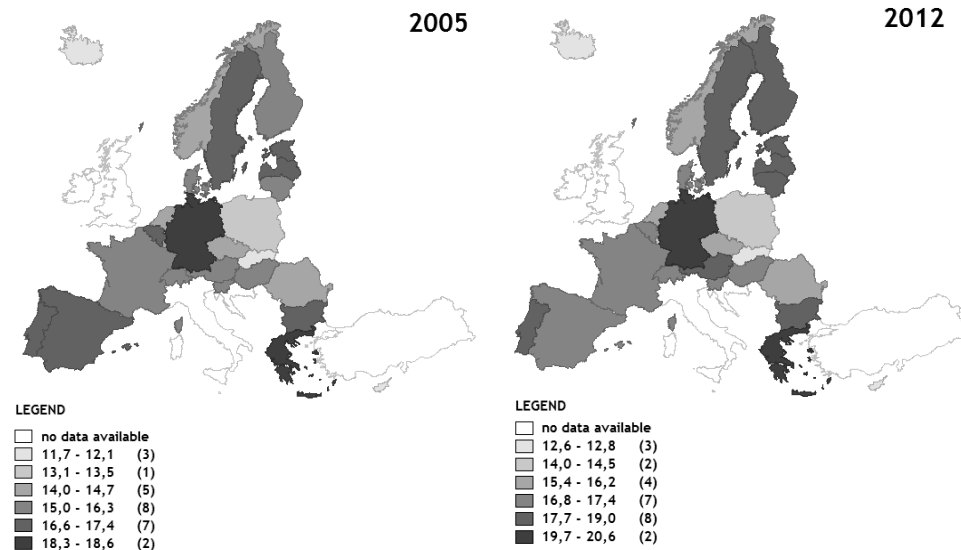 2005
2012
LEGEND
no data available
11,7 - 12,1 (3)
13,1 - 13,5 (1)
14,0 - 14,7 (5)
15,0 - 16,3 (8)
16,6 - 17,4 (7)
18,3 - 18,6 (2)
LEGEND
no data available
12,6 - 12,8 (3)
14,0 - 14,5 (2)
15,4 - 16,2 (4)
16,8 - 17,4 (7)
17,7 - 19,0 (8)
19,7 - 20,6 (2)